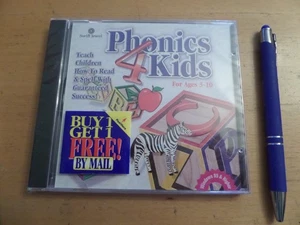 Phonics
4 Kids
Teach
Children
How To Read
& Spell With
Guaranteed
Success!
For Ages 3-10
BUY 1
GET 1
FREE!
BY MAIL